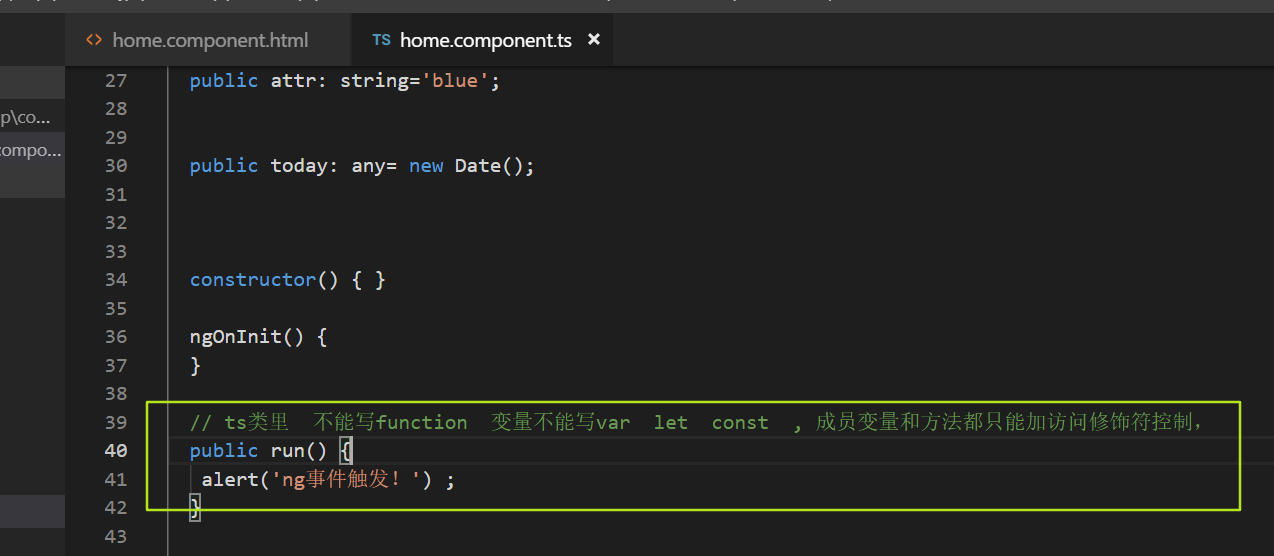 <> home.component.html TS home.component.ts ×
27 public attr: string='blue';
28
29
p\co...
compo...
30 public today: any= new Date();
31
32
33
34 constructor() { }
35
36 ngOnInit() {
37 }
38
39 // ts类里 不能写function 变量不能写var let const , 成员变量和方法都只能加访问修饰符控制,
40 public run() {
41 alert('ng事件触发! ') ;
42 }
43